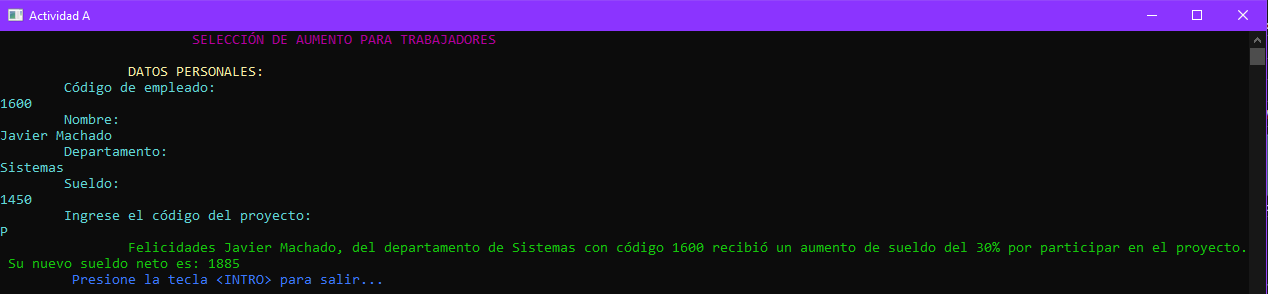 Actividad A
SELECCIÓN DE AUMENTO PARA TRABAJADORES
DATOS PERSONALES:
Código de empleado:
1600
Nombre:
Javier Machado
Departamento:
Sistemas
Sueldo:
1450
Ingrese el código del proyecto:
P
Felicidades Javier Machado, del departamento de Sistemas con código 1600 recibió un aumento de sueldo del 30% por participar en el proyecto.
Su nuevo sueldo neto es: 1885
Presione la tecla <INTRO> para salir...